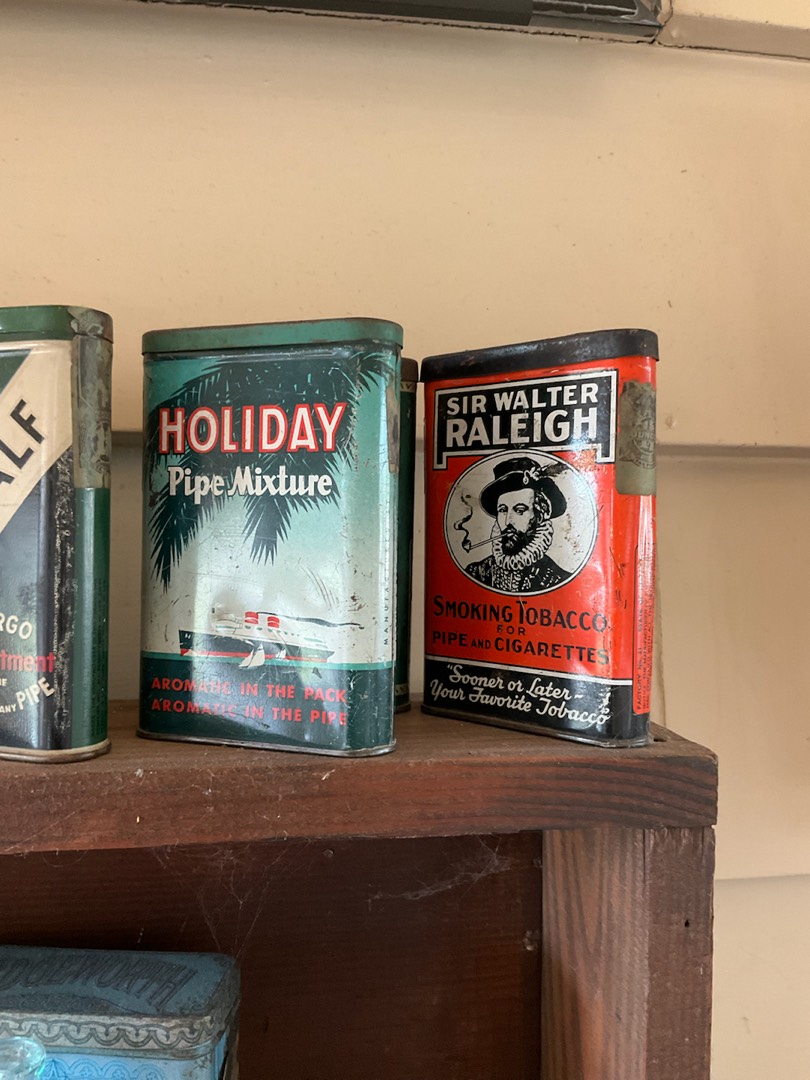 ALF
RGO
tment
ANY PIPE
HOLIDAY
Pipe Mixture
AROMATIC IN THE PACK
AROMATIC IN THE PIPE
SIR WALTER
RALEIGH
SMOKING TOBACCO
FOR
PIPE AND CIGARETTES
"Sooner or Later~
Your Favorite Tobacco"